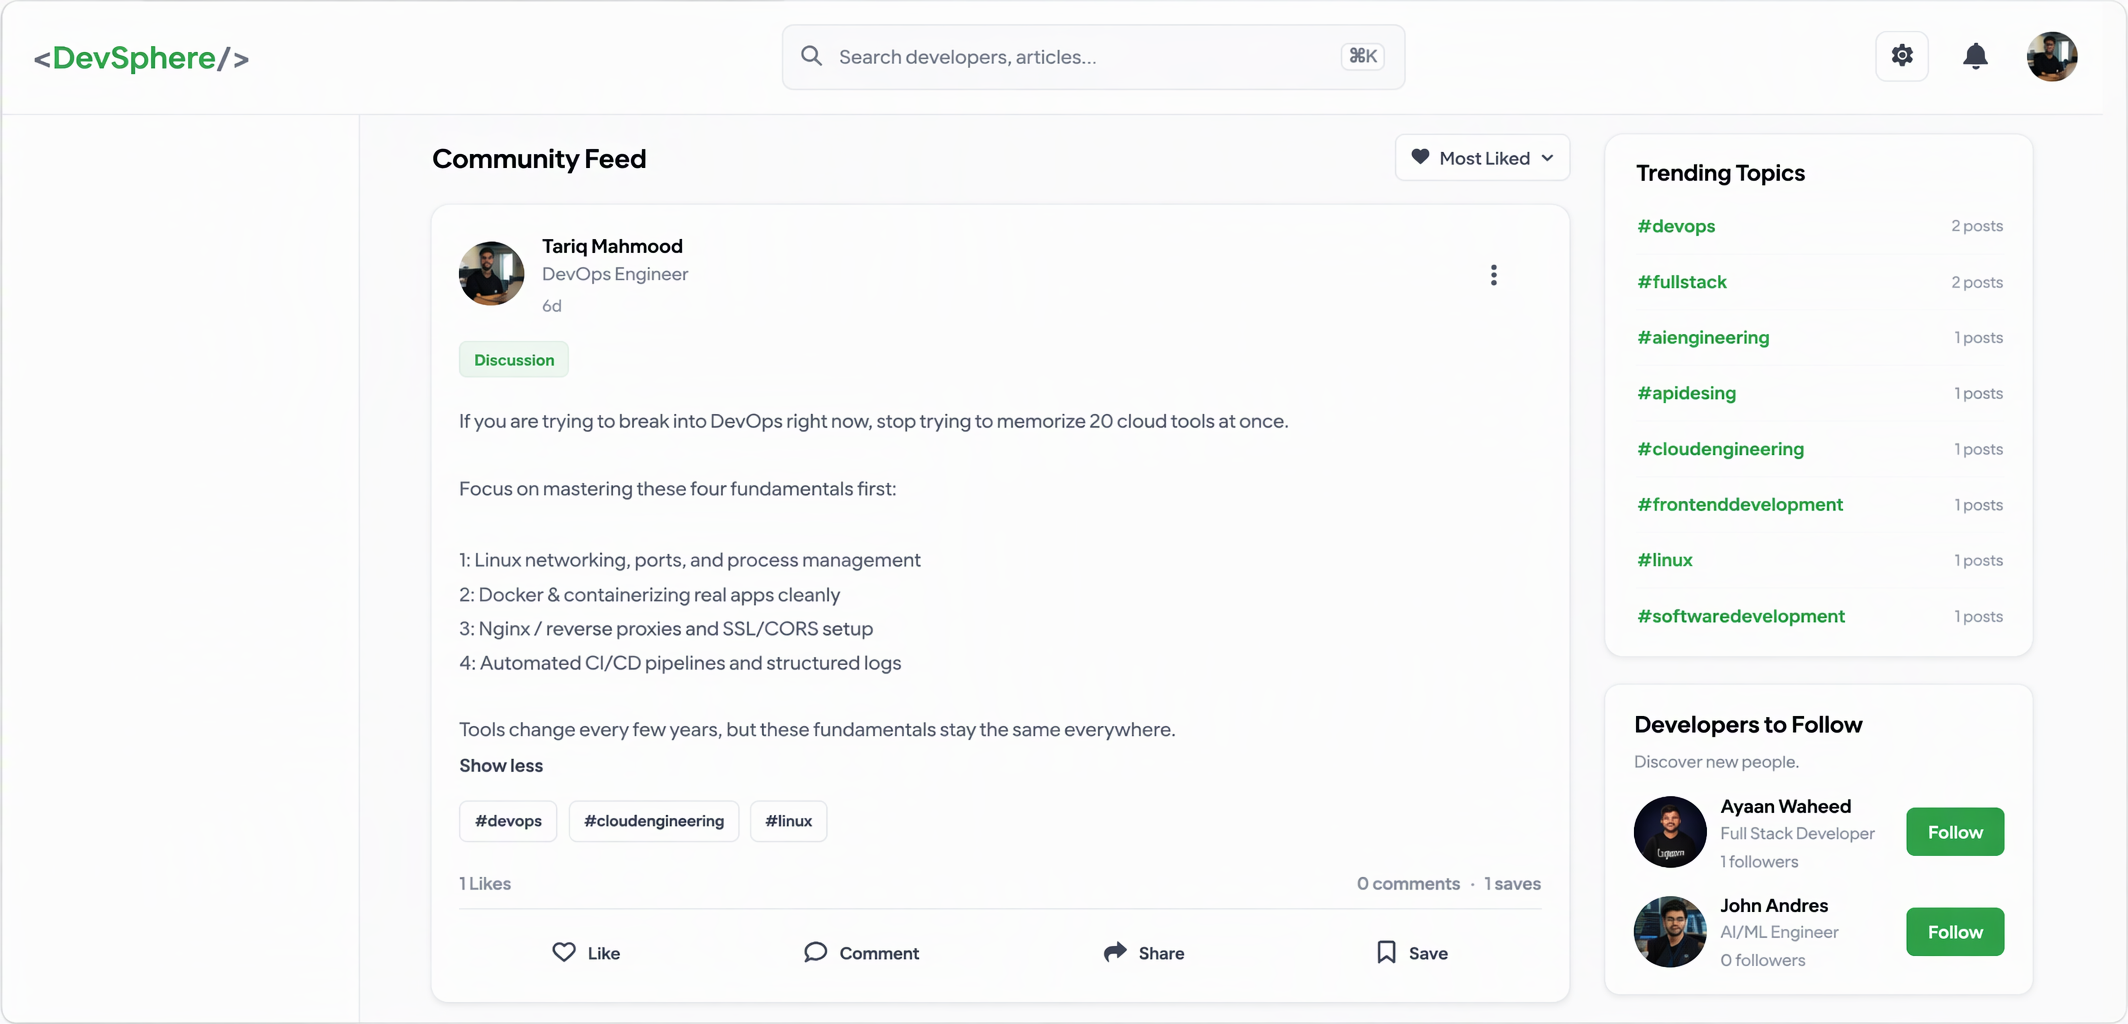 <DevSphere/>
Search developers, articles...
⌘K
Community Feed
Most Liked
Tariq Mahmood
DevOps Engineer
6d
Discussion
If you are trying to break into DevOps right now, stop trying to memorize 20 cloud tools at once.
Focus on mastering these four fundamentals first:
1: Linux networking, ports, and process management
2: Docker & containerizing real apps cleanly
3: Nginx / reverse proxies and SSL/CORS setup
4: Automated CI/CD pipelines and structured logs
Tools change every few years, but these fundamentals stay the same everywhere.
Show less
#devops #cloudengineering #linux
1 Likes
0 comments · 1 saves
Like Comment Share Save
Trending Topics
#devops 2 posts
#fullstack 2 posts
#aiengineering 1 posts
#apidesing 1 posts
#cloudengineering 1 posts
#frontenddevelopment 1 posts
#linux 1 posts
#softwaredevelopment 1 posts
Developers to Follow
Discover new people.
Ayaan Waheed
Full Stack Developer
1 followers
Follow
John Andres
AI/ML Engineer
0 followers
Follow